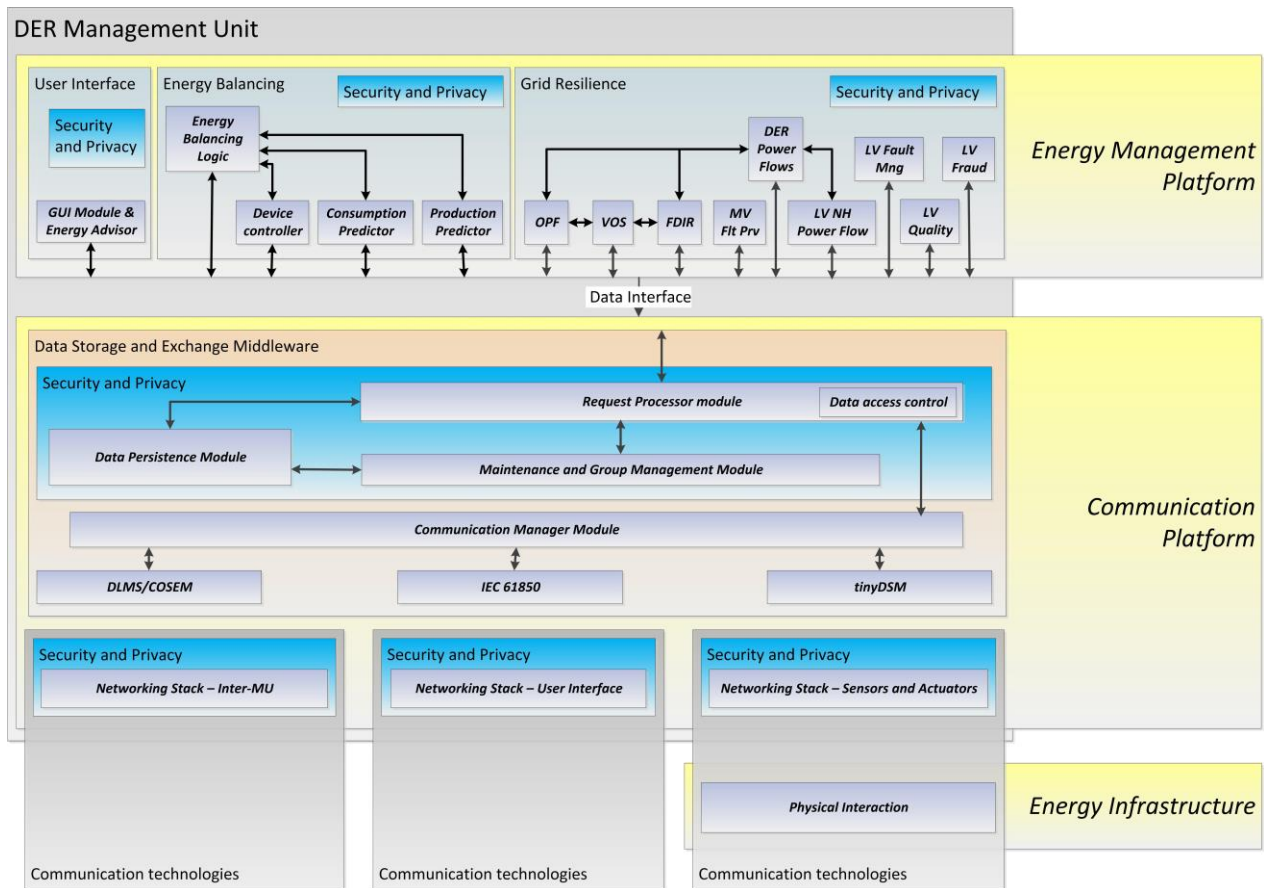 DER Management Unit
User Interface
Security
and Privacy
GUI Module &
Energy Advisor
Energy Balancing
Security and Privacy
Energy
Balancing
Logic
Device
controller
Consumption
Predictor
Production
Predictor
Grid Resilience
Security and Privacy
DER
Power
Flows
LV Fault
Mng
LV
Fraud
OPF
VOS
FDIR
MV
Flt Prv
LV NH
Power Flow
LV
Quality
Energy Management
Platform
Data Interface
Data Storage and Exchange Middleware
Security and Privacy
Request Processor module
Data access control
Data Persistence Module
Maintenance and Group Management Module
Communication Manager Module
DLMS/COSEM
IEC 61850
tinyDSM
Communication
Platform
Security and Privacy
Networking Stack – Inter-MU
Security and Privacy
Networking Stack – User Interface
Security and Privacy
Networking Stack – Sensors and Actuators
Physical Interaction
Energy Infrastructure
Communication technologies
Communication technologies
Communication technologies